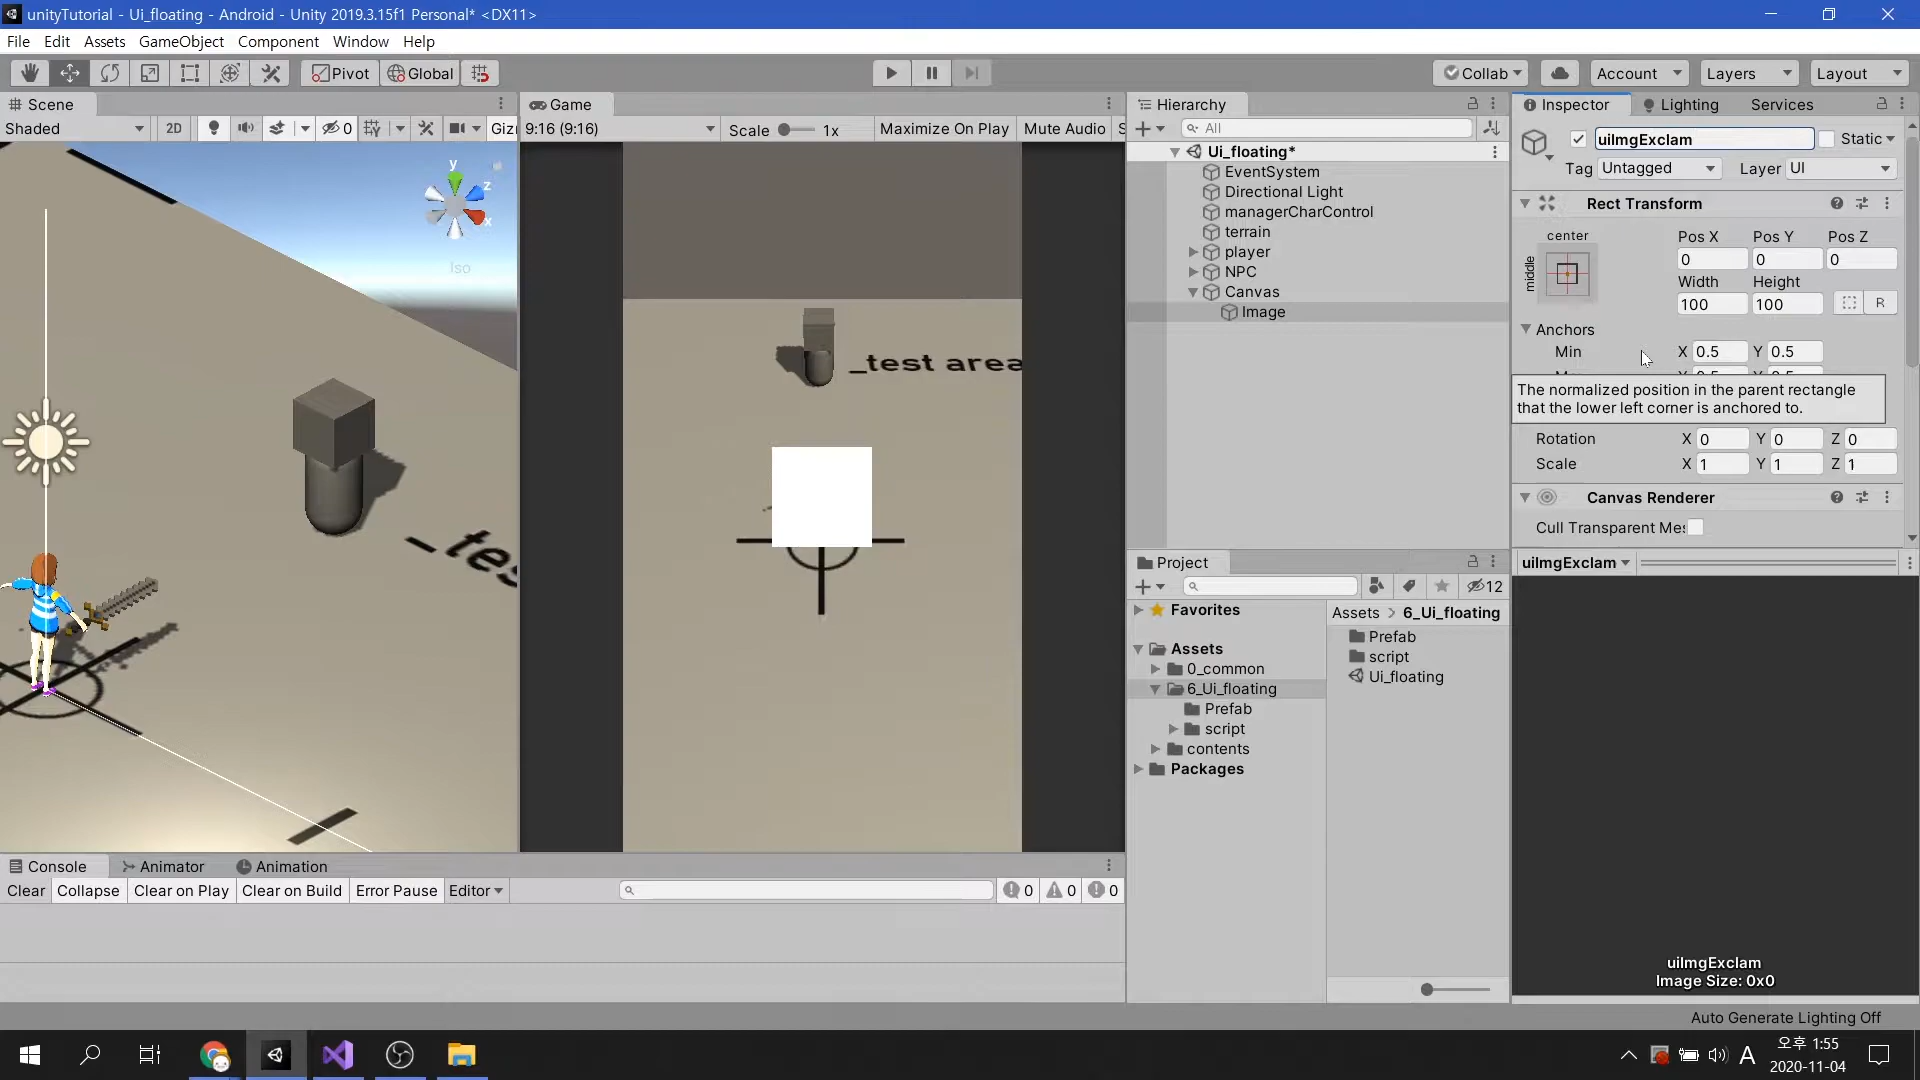 unityTutorial - Ui_floating - Android - Unity 2019.3.15f1 Personal* <DX11>
File Edit Assets GameObject Component Window Help
Pivot Global Collab Account Layers Layout
Scene
Shaded 2D 0 Giz
y
z
x
Iso
Game
9:16 (9:16) Scale 1x Maximize On Play Mute Audio S
_test area
_tes
Hierarchy
All
Ui_floating*
EventSystem
Directional Light
managerCharControl
terrain
player
NPC
Canvas
Image
Project
12
Favorites
Assets
0_common
6_Ui_floating
Prefab
script
contents
Packages
Assets > 6_Ui_floating
Prefab
script
Ui_floating
Inspector Lighting Services
uiImgExclam Static
Tag Untagged Layer UI
Rect Transform
center
middle
Pos X Pos Y Pos Z
0 0 0
Width Height
100 100 R
Anchors
Min X 0.5 Y 0.5
The normalized position in the parent rectangle
that the lower left corner is anchored to.
Rotation X 0 Y 0 Z 0
Scale X 1 Y 1 Z 1
Canvas Renderer
Cull Transparent Me
uiImgExclam
uiImgExclam
Image Size: 0x0
Console Animator Animation
Clear Collapse Clear on Play Clear on Build Error Pause Editor 0 0 0
Auto Generate Lighting Off
A
오후 1:55
2020-11-04